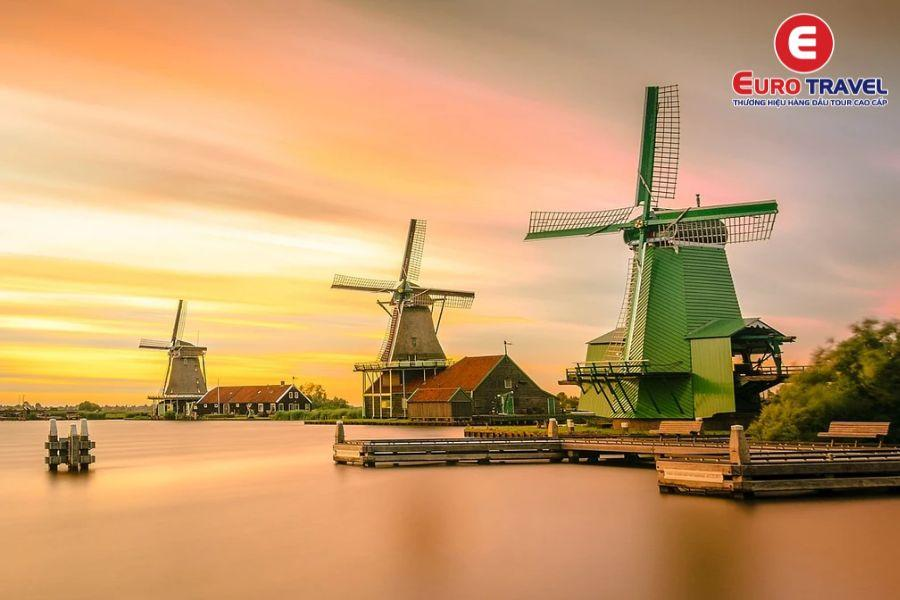 E
EURO TRAVEL
THƯƠNG HIỆU HÀNG ĐẦU TOUR CAO CẤP